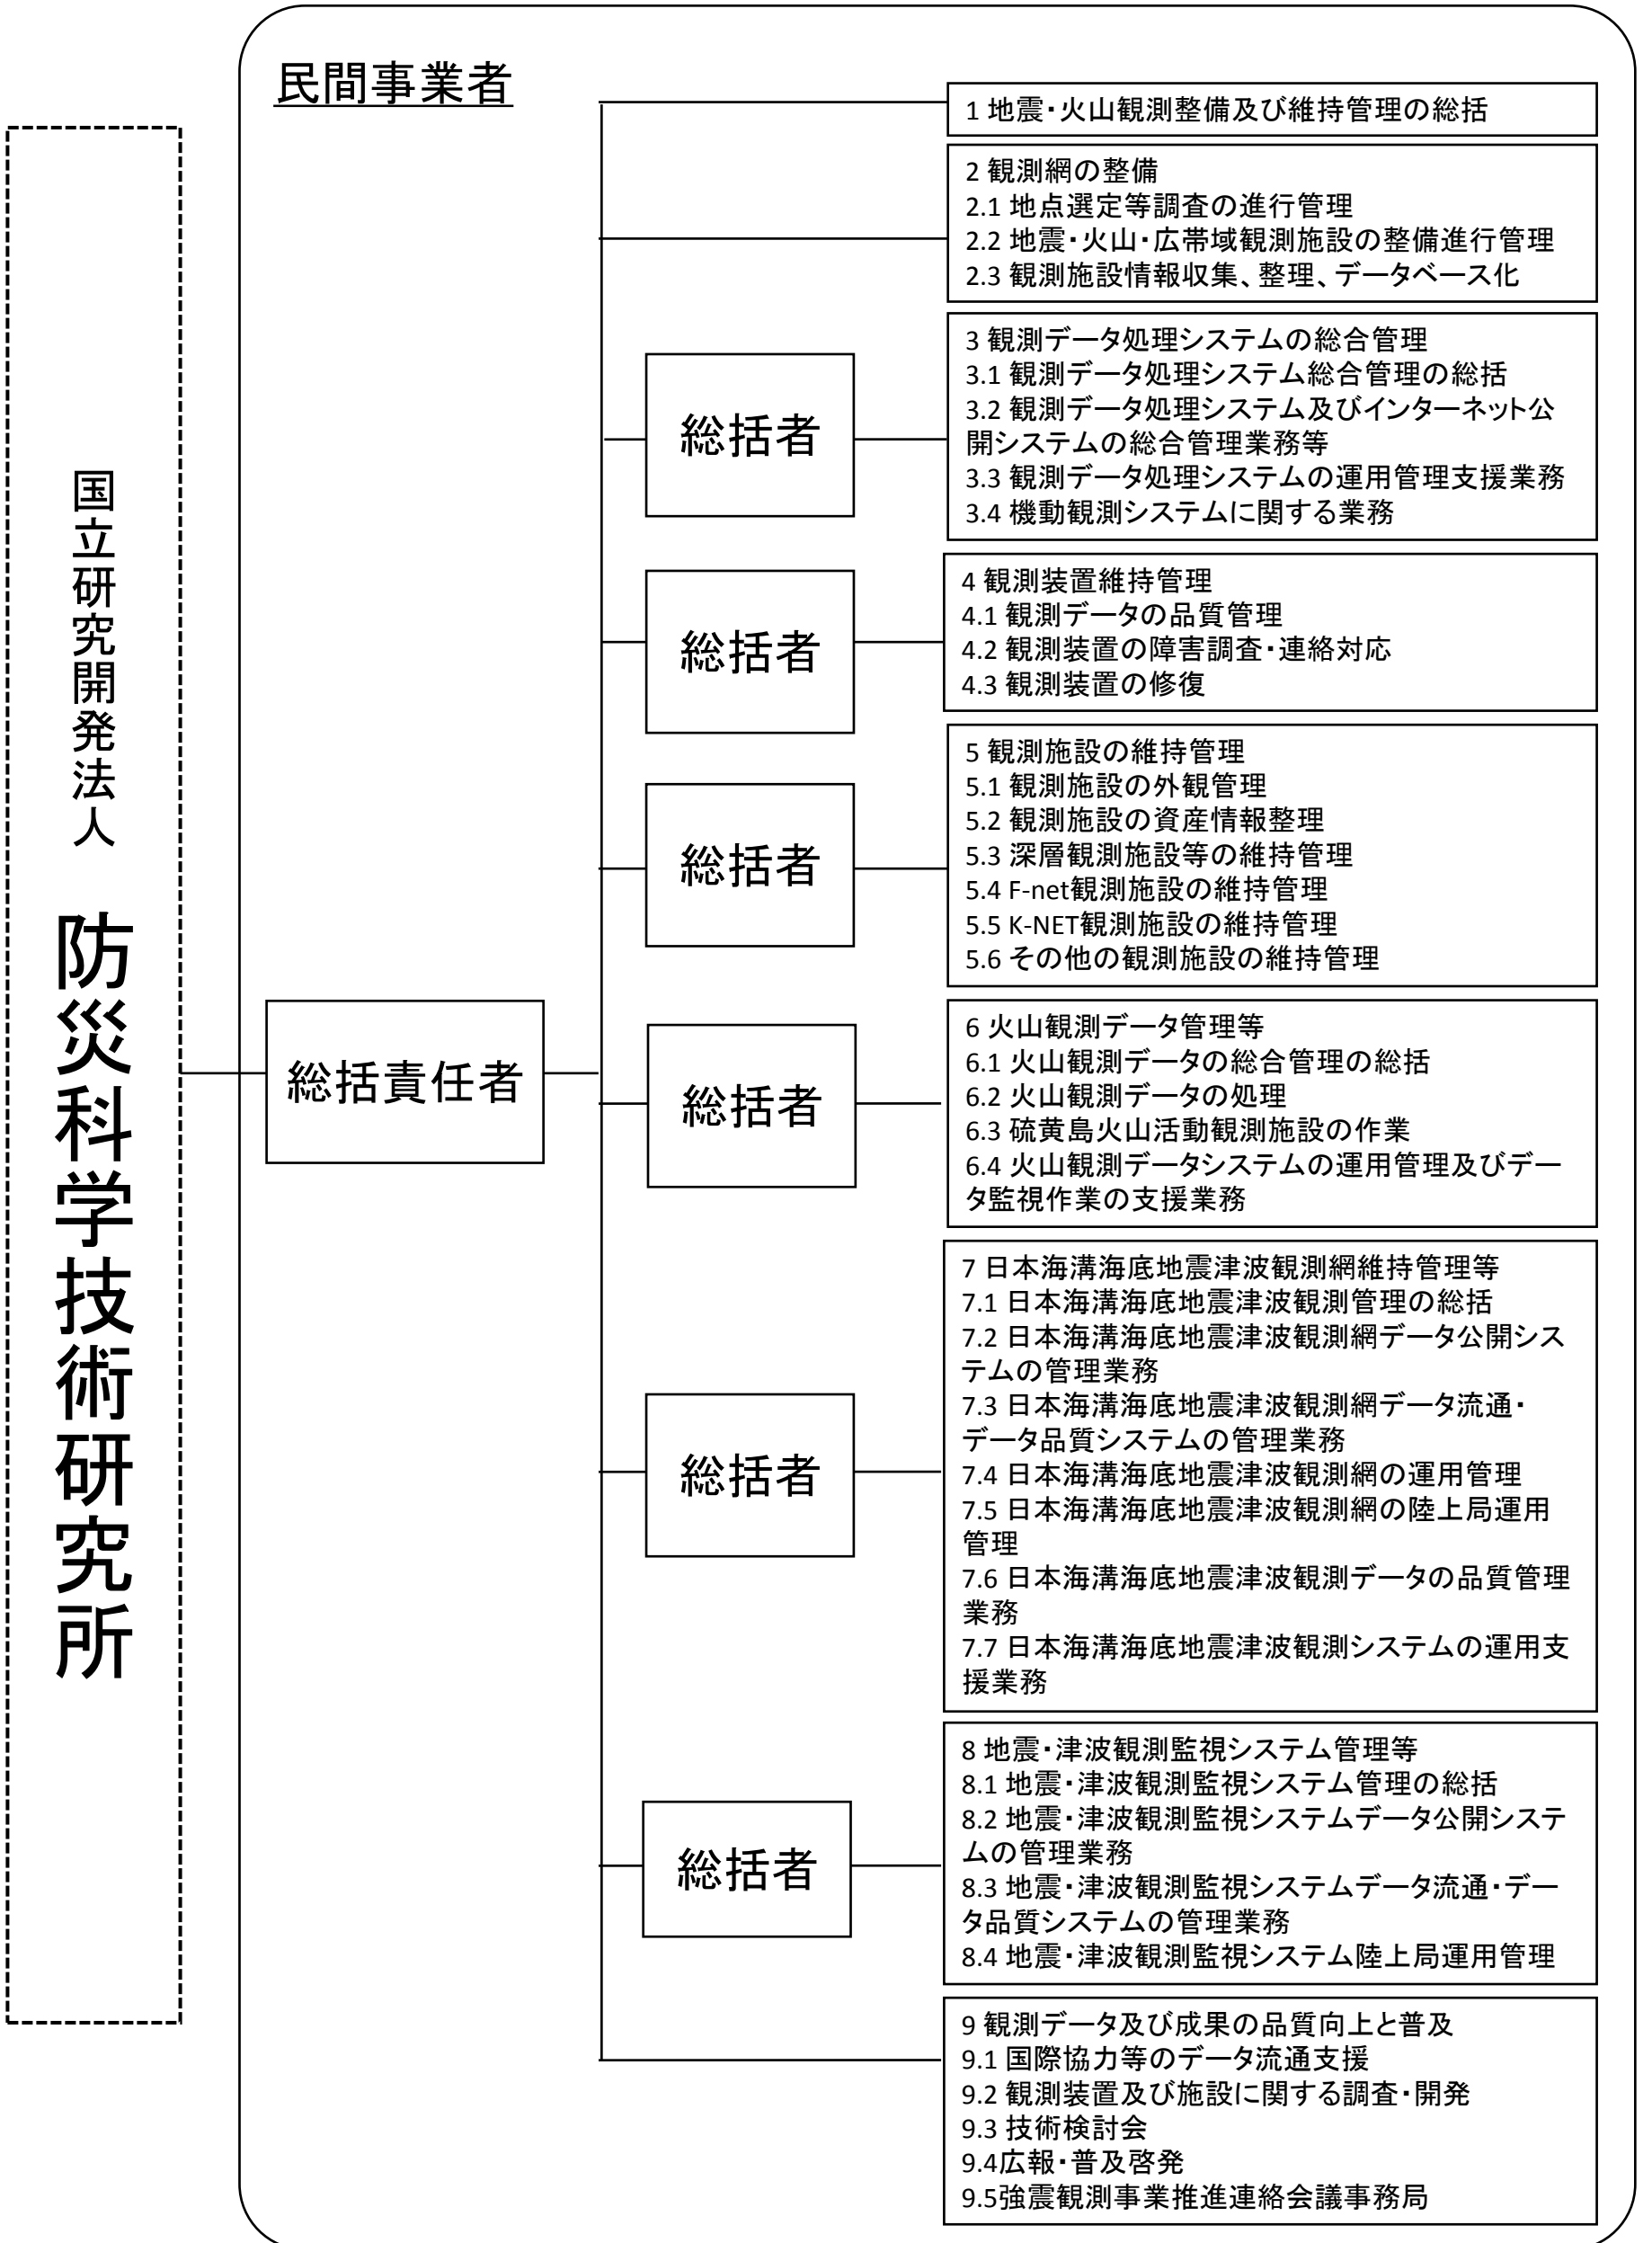 国立研究開発法人 防災科学技術研究所
民間事業者
総括責任者
1 地震・火山観測整備及び維持管理の総括
2 観測網の整備
2.1 地点選定等調査の進行管理
2.2 地震・火山・広帯域観測施設の整備進行管理
2.3 観測施設情報収集、整理、データベース化
総括者
3 観測データ処理システムの総合管理
3.1 観測データ処理システム総合管理の総括
3.2 観測データ処理システム及びインターネット公
開システムの総合管理業務等
3.3 観測データ処理システムの運用管理支援業務
3.4 機動観測システムに関する業務
総括者
4 観測装置維持管理
4.1 観測データの品質管理
4.2 観測装置の障害調査・連絡対応
4.3 観測装置の修復
総括者
5 観測施設の維持管理
5.1 観測施設の外観管理
5.2 観測施設の資産情報整理
5.3 深層観測施設等の維持管理
5.4 F-net観測施設の維持管理
5.5 K-NET観測施設の維持管理
5.6 その他の観測施設の維持管理
総括者
6 火山観測データ管理等
6.1 火山観測データの総合管理の総括
6.2 火山観測データの処理
6.3 硫黄島火山活動観測施設の作業
6.4 火山観測データシステムの運用管理及びデー
タ監視作業の支援業務
総括者
7 日本海溝海底地震津波観測網維持管理等
7.1 日本海溝海底地震津波観測管理の総括
7.2 日本海溝海底地震津波観測網データ公開シス
テムの管理業務
7.3 日本海溝海底地震津波観測網データ流通・
データ品質システムの管理業務
7.4 日本海溝海底地震津波観測網の運用管理
7.5 日本海溝海底地震津波観測網の陸上局運用
管理
7.6 日本海溝海底地震津波観測データの品質管理
業務
7.7 日本海溝海底地震津波観測システムの運用支
援業務
総括者
8 地震・津波観測監視システム管理等
8.1 地震・津波観測監視システム管理の総括
8.2 地震・津波観測監視システムデータ公開システ
ムの管理業務
8.3 地震・津波観測監視システムデータ流通・デー
タ品質システムの管理業務
8.4 地震・津波観測監視システム陸上局運用管理
9 観測データ及び成果の品質向上と普及
9.1 国際協力等のデータ流通支援
9.2 観測装置及び施設に関する調査・開発
9.3 技術検討会
9.4広報・普及啓発
9.5強震観測事業推進連絡会議事務局